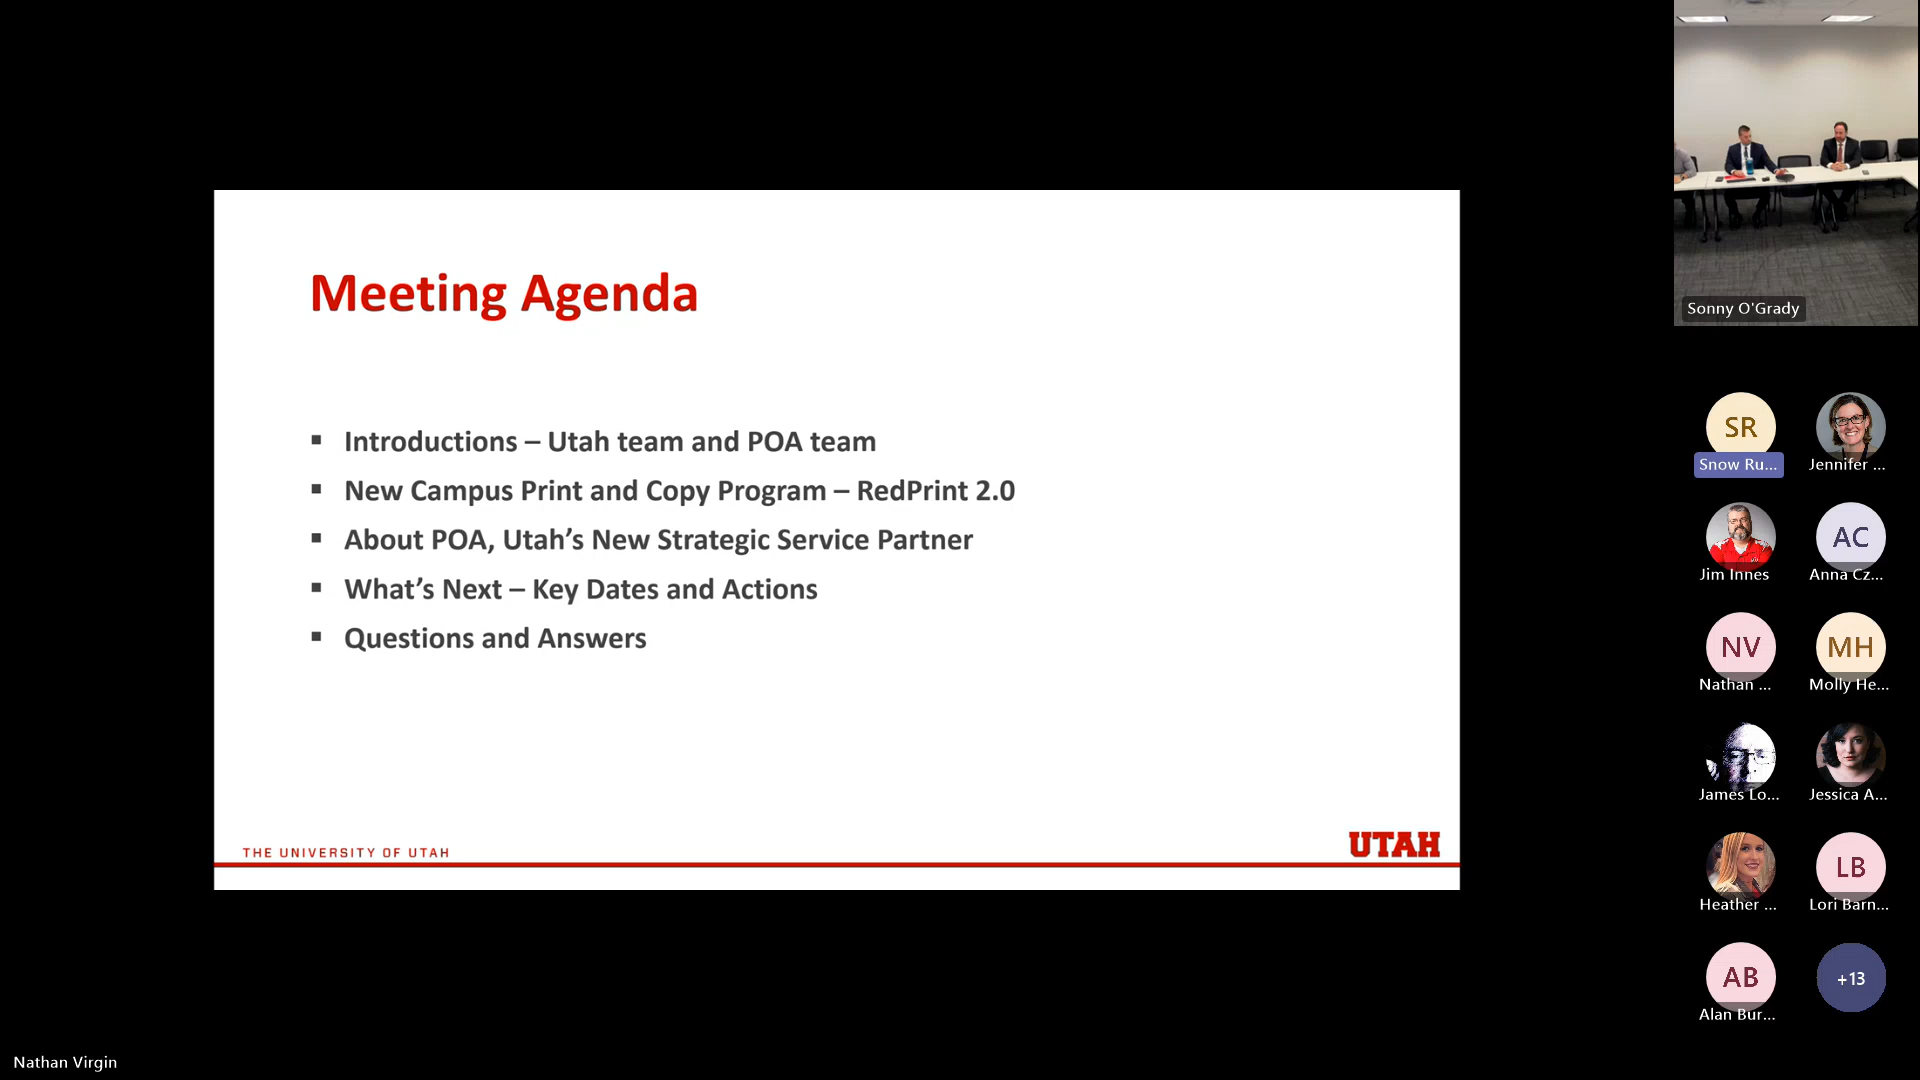 Meeting Agenda
▪ Introductions – Utah team and POA team
▪ New Campus Print and Copy Program – RedPrint 2.0
▪ About POA, Utah’s New Strategic Service Partner
▪ What’s Next – Key Dates and Actions
▪ Questions and Answers
THE UNIVERSITY OF UTAH
UTAH
Sonny O'Grady
SR
Snow Ru...
Jennifer ...
Jim Innes
AC
Anna Cz...
NV
Nathan ...
MH
Molly He...
James Lo...
Jessica A...
Heather ...
LB
Lori Barn...
AB
Alan Bur...
+13
Nathan Virgin